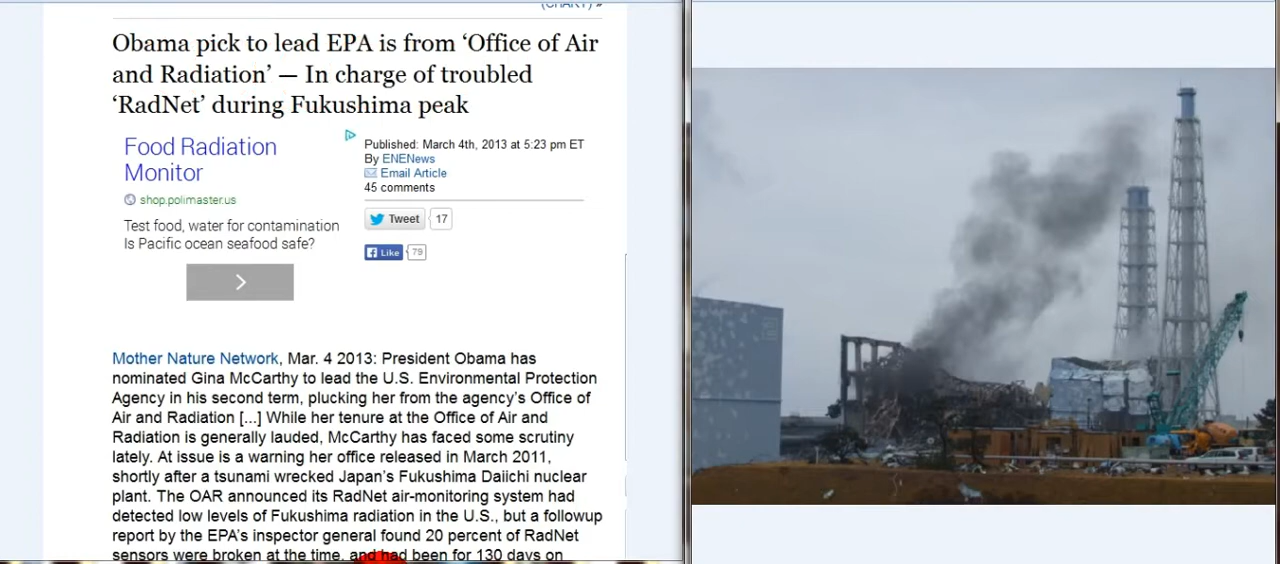 (CHART) »
Obama pick to lead EPA is from ‘Office of Air
and Radiation’ — In charge of troubled
‘RadNet’ during Fukushima peak
Food Radiation
Monitor
shop.polimaster.us
Test food, water for contamination
Is Pacific ocean seafood safe?
Published: March 4th, 2013 at 5:23 pm ET
By ENENews
Email Article
45 comments
Tweet 17
Like 79
Mother Nature Network, Mar. 4 2013: President Obama has
nominated Gina McCarthy to lead the U.S. Environmental Protection
Agency in his second term, plucking her from the agency’s Office of
Air and Radiation [...] While her tenure at the Office of Air and
Radiation is generally lauded, McCarthy has faced some scrutiny
lately. At issue is a warning her office released in March 2011,
shortly after a tsunami wrecked Japan’s Fukushima Daiichi nuclear
plant. The OAR announced its RadNet air-monitoring system had
detected low levels of Fukushima radiation in the U.S., but a followup
report by the EPA’s inspector general found 20 percent of RadNet
sensors were broken at the time, and had been for 130 days on